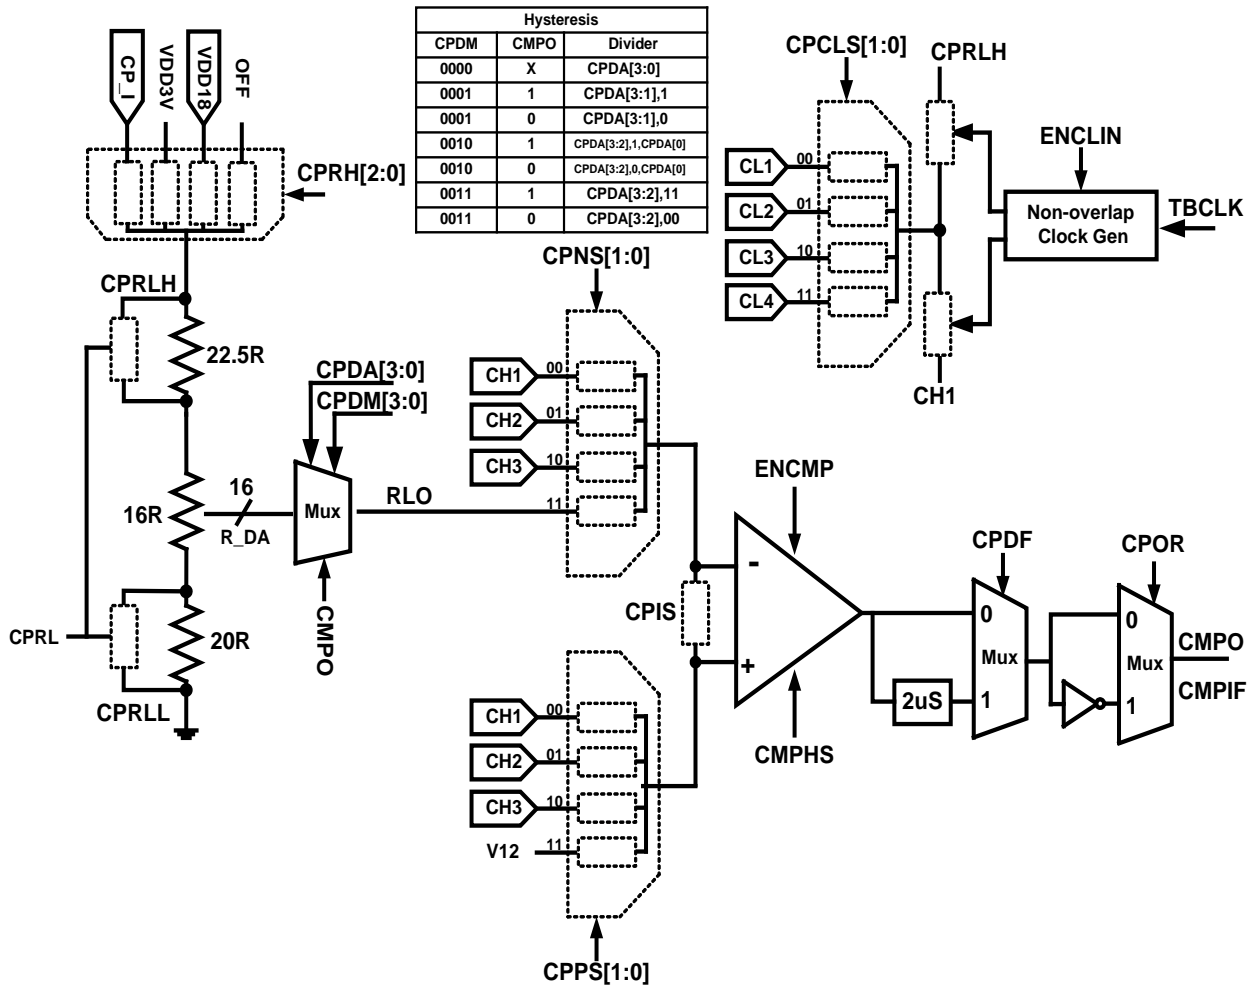 Hysteresis
CPDM CMPO Divider
0000 X CPDA[3:0]
0001 1 CPDA[3:1],1
0001 0 CPDA[3:1],0
0010 1 CPDA[3:2],1,CPDA[0]
0010 0 CPDA[3:2],0,CPDA[0]
0011 1 CPDA[3:2],11
0011 0 CPDA[3:2],00
CP_I
VDD3V
VDD18
OFF
CPRH[2:0]
CPRLH
22.5R
16R
16
R_DA
CPRL
20R
CPRLL
CPDA[3:0]
CPDM[3:0]
Mux
CMPO
RLO
CPNS[1:0]
CH1 00
CH2 01
CH3 10
11
CPIS
CH1 00
CH2 01
CH3 10
V12 11
CPPS[1:0]
CPCLS[1:0]
CL1 00
CL2 01
CL3 10
CL4 11
CPRLH
CH1
ENCLIN
Non-overlap
Clock Gen
TBCLK
ENCMP
-
+
CMPHS
2uS
CPDF
0
Mux
1
CPOR
0
Mux
1
CMPO
CMPIF